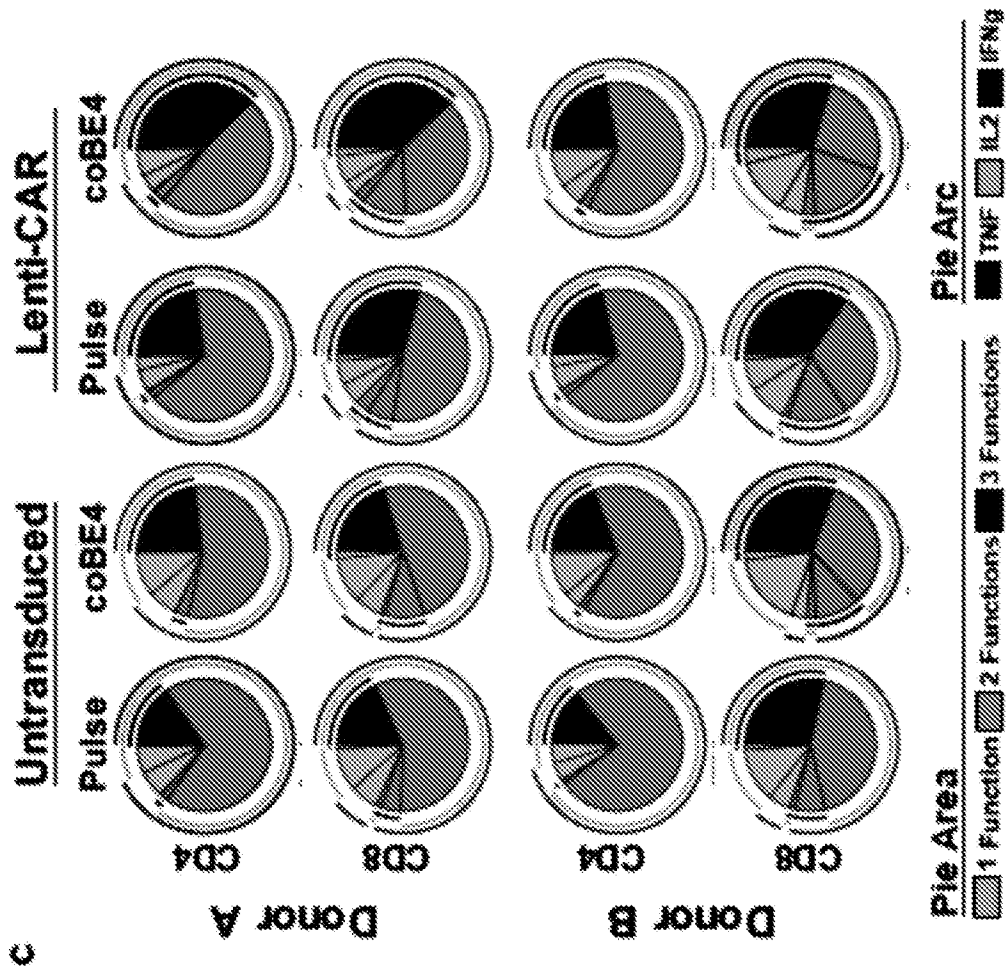 c
Untransduced
Lenti-CAR
Pulse
coBE4
Pulse
coBE4
Donor A
CD4
CD8
Donor B
CD4
CD8
Pie Area
1 Function
2 Functions
3 Functions
Pie Arc
TNF
IL2
IFNg